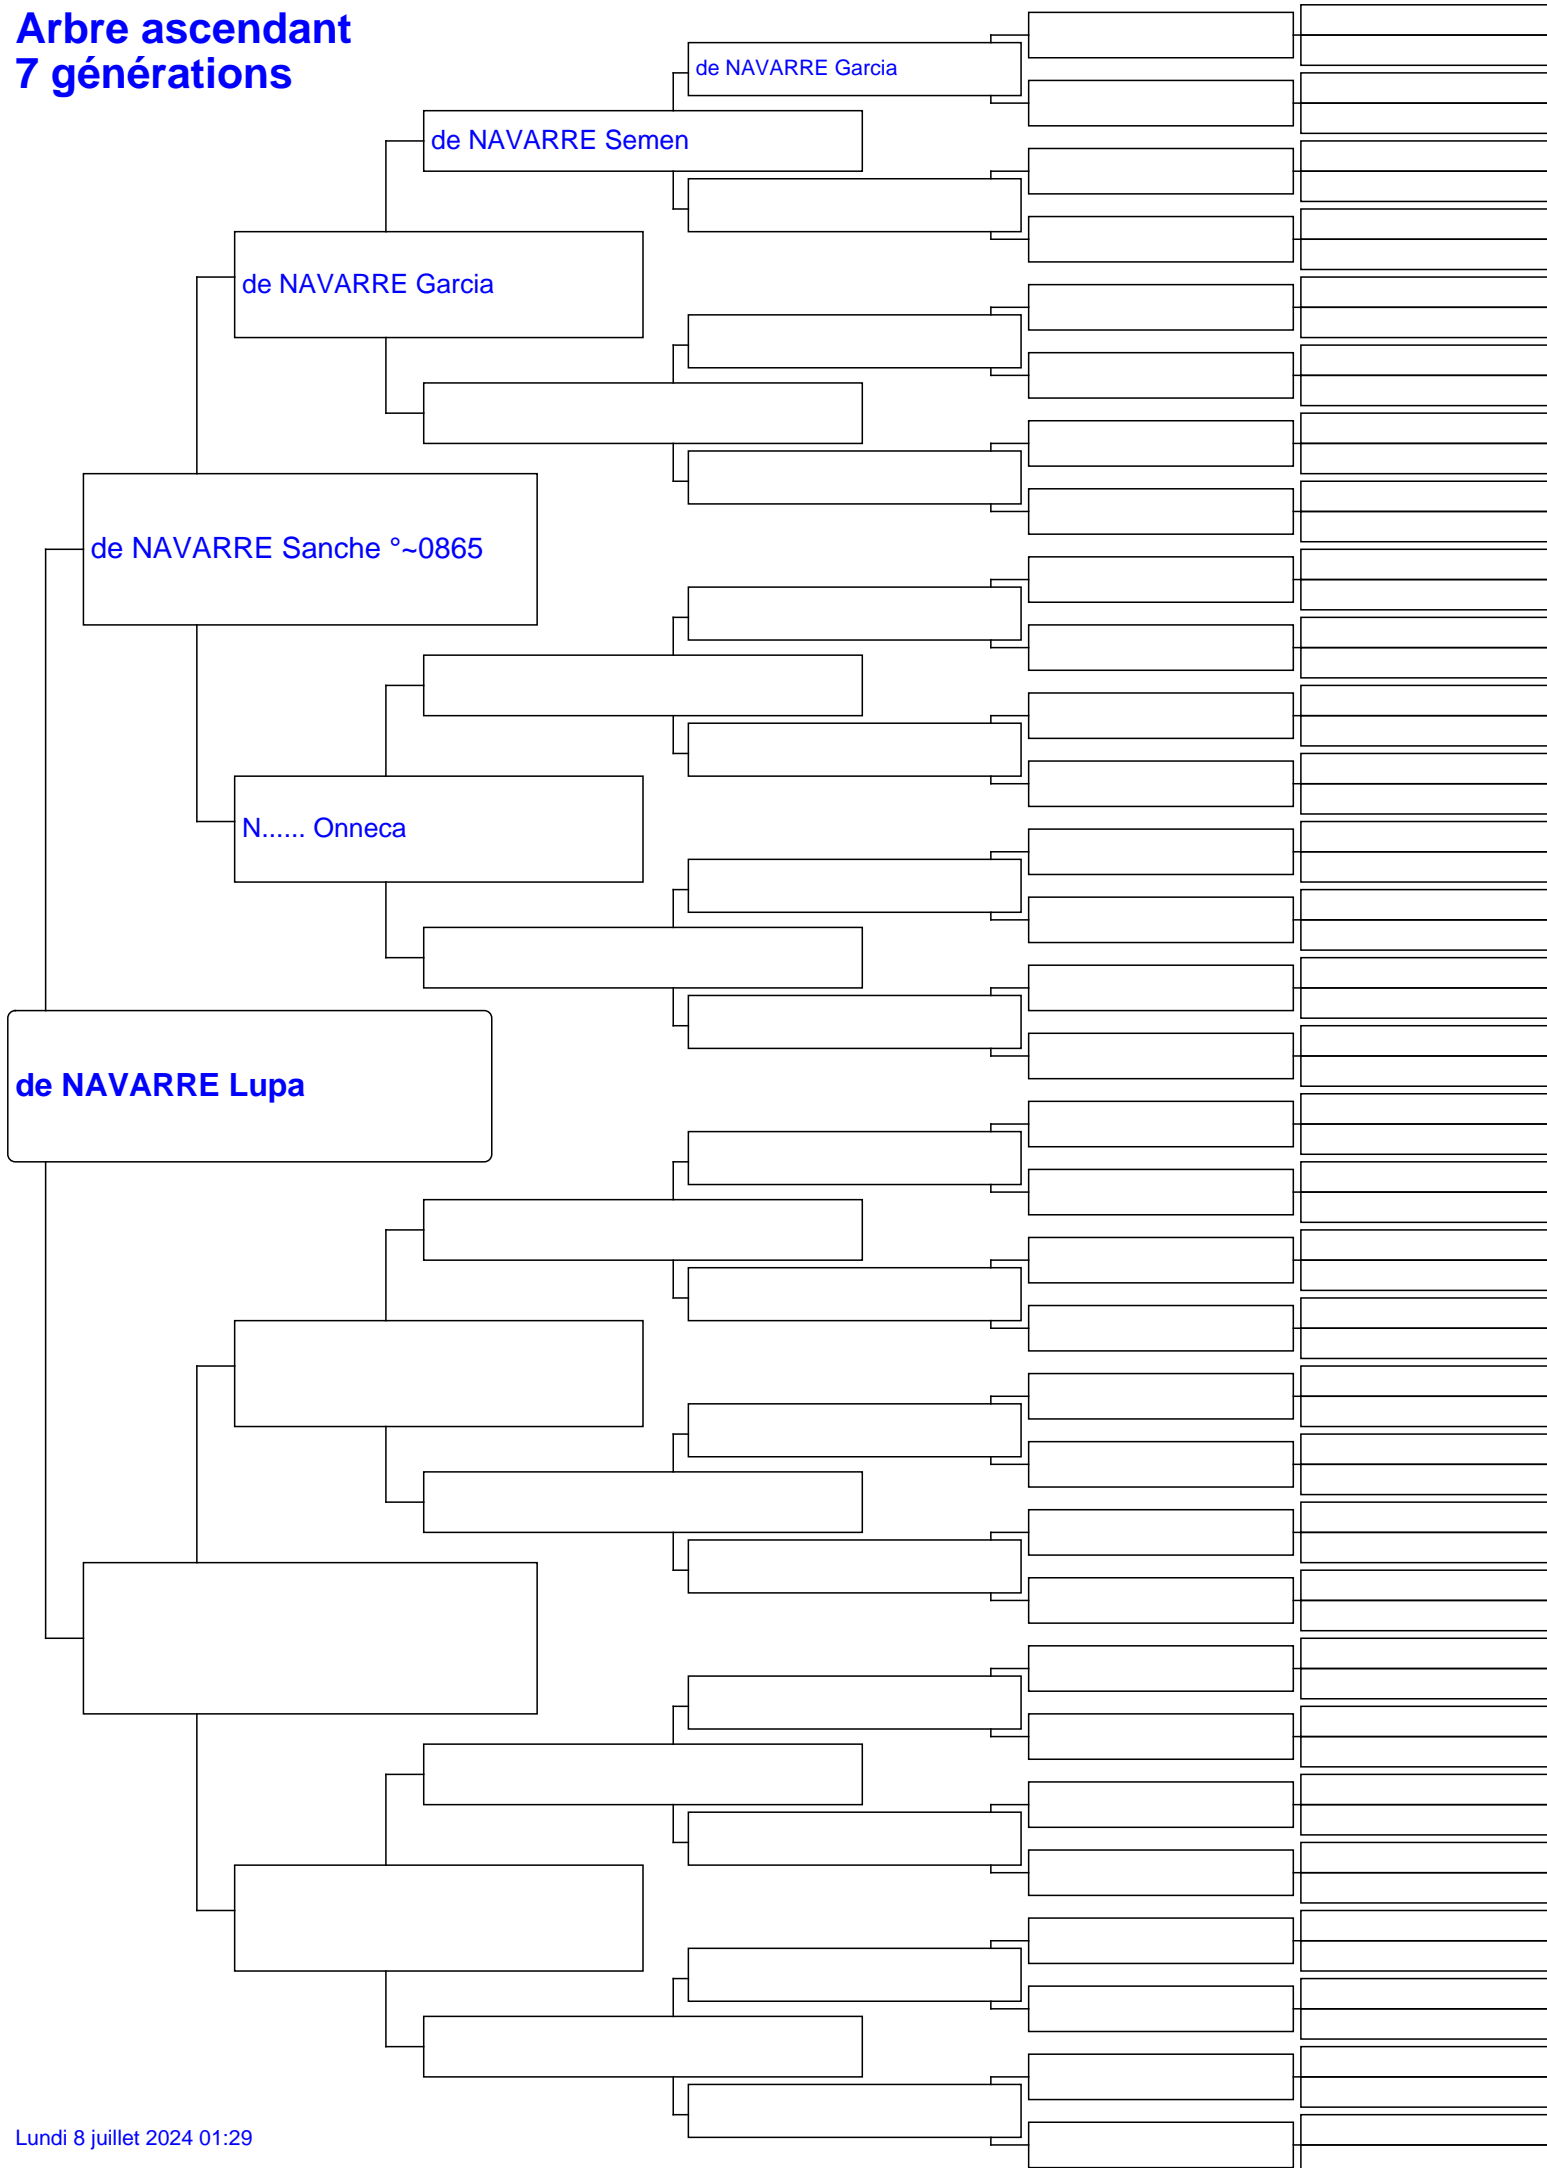 Arbre ascendant
7 générations
de NAVARRE Garcia
de NAVARRE Semen
de NAVARRE Garcia
de NAVARRE Sanche °~0865
N...... Onneca
de NAVARRE Lupa
Lundi 8 juillet 2024 01:29